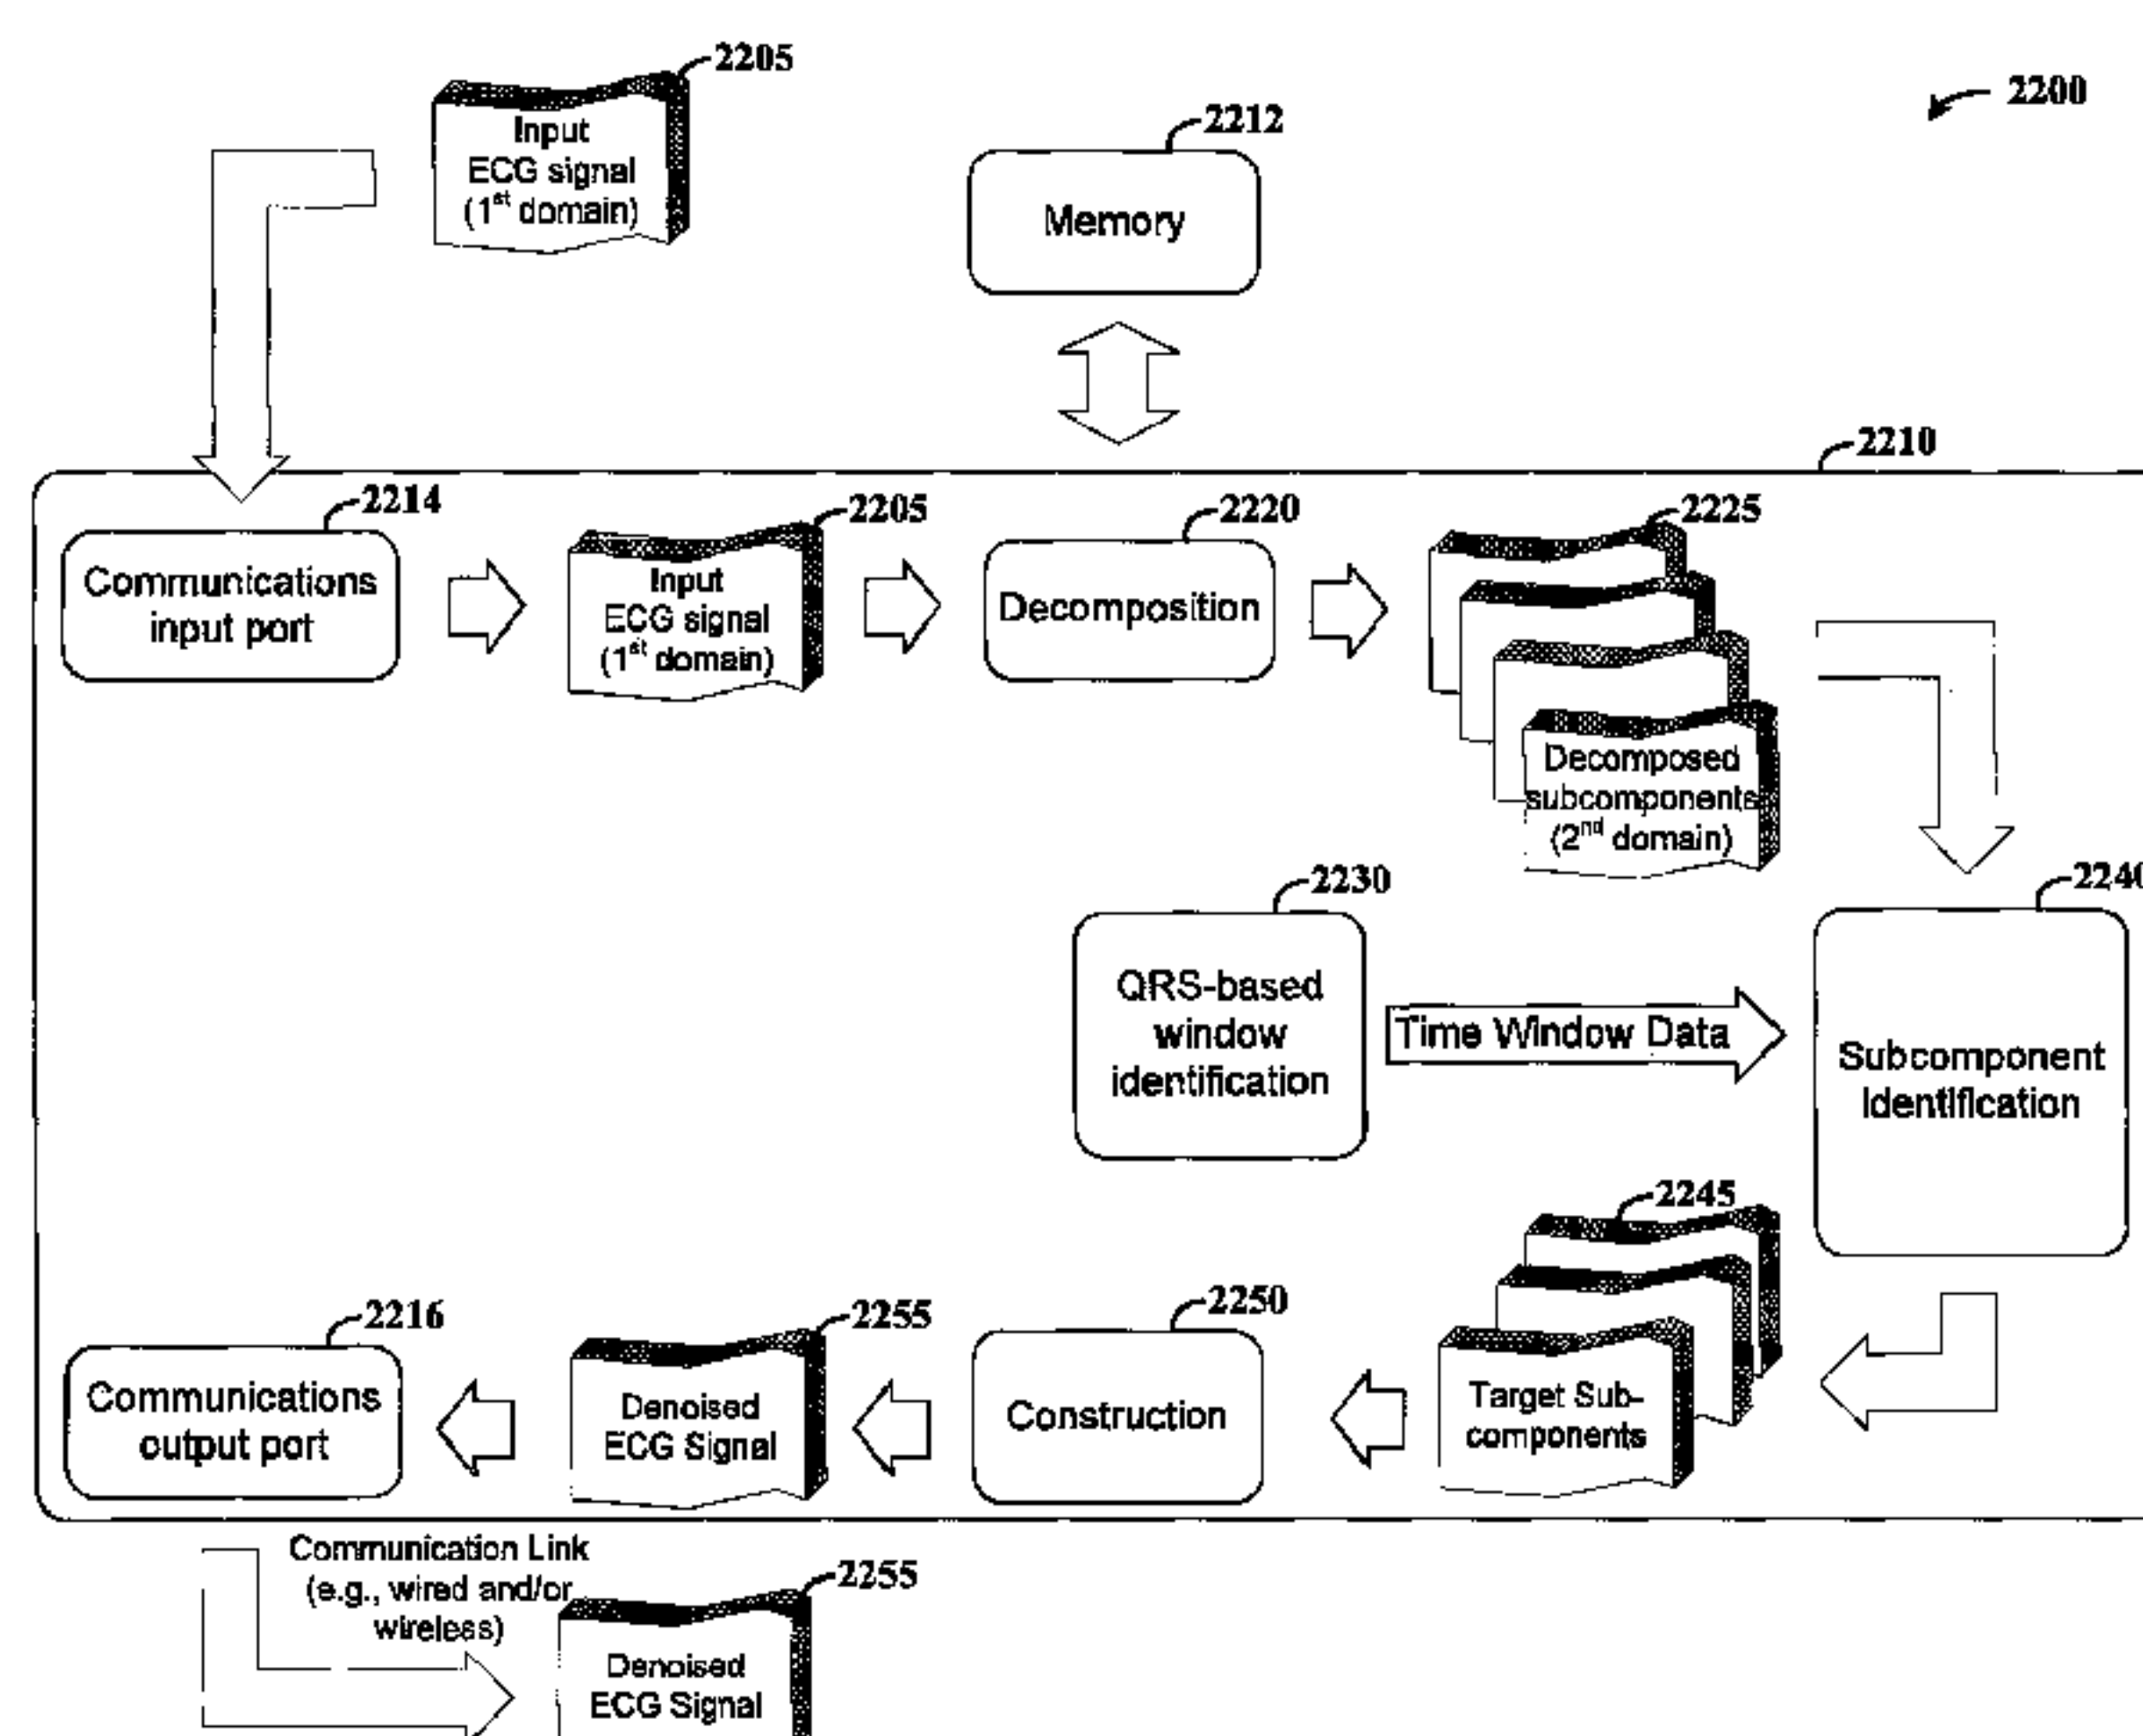 2205
2200
Input
ECG signal
(1st domain)
2212
Memory
2210
2214
Communications
input port
2205
Input
ECG signal
(1st domain)
2220
Decomposition
2225
Decomposed
subcomponents
(2nd domain)
2230
QRS-based
window
identification
Time Window Data
2240
Subcomponent
Identification
2245
Target Sub-
components
2250
Construction
2255
Denoised
ECG Signal
2216
Communications
output port
Communication Link
(e.g., wired and/or
wireless)
2255
Denoised
ECG Signal